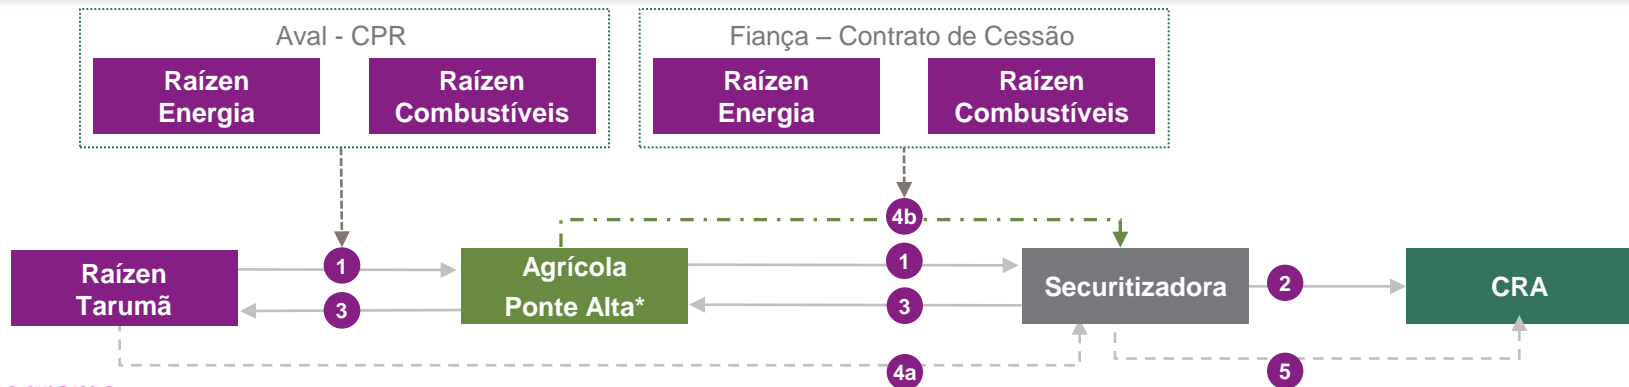 Aval - CPR
Raízen
Energia
Raízen
Combustíveis
Fiança – Contrato de Cessão
Raízen
Energia
Raízen
Combustíveis
4b
Raízen
Tarumã
1
3
Agrícola
Ponte Alta*
1
3
Securitizadora
2
CRA
4a
5